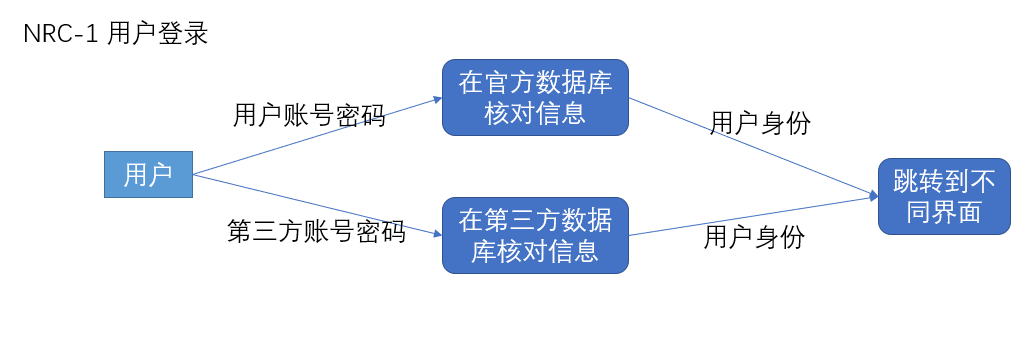 NRC-1 用户登录
在官方数据库
核对信息
用户账号密码
用户身份
用户
跳转到不
同界面
在第三方数据
库核对信息
第三方账号密码
用户身份